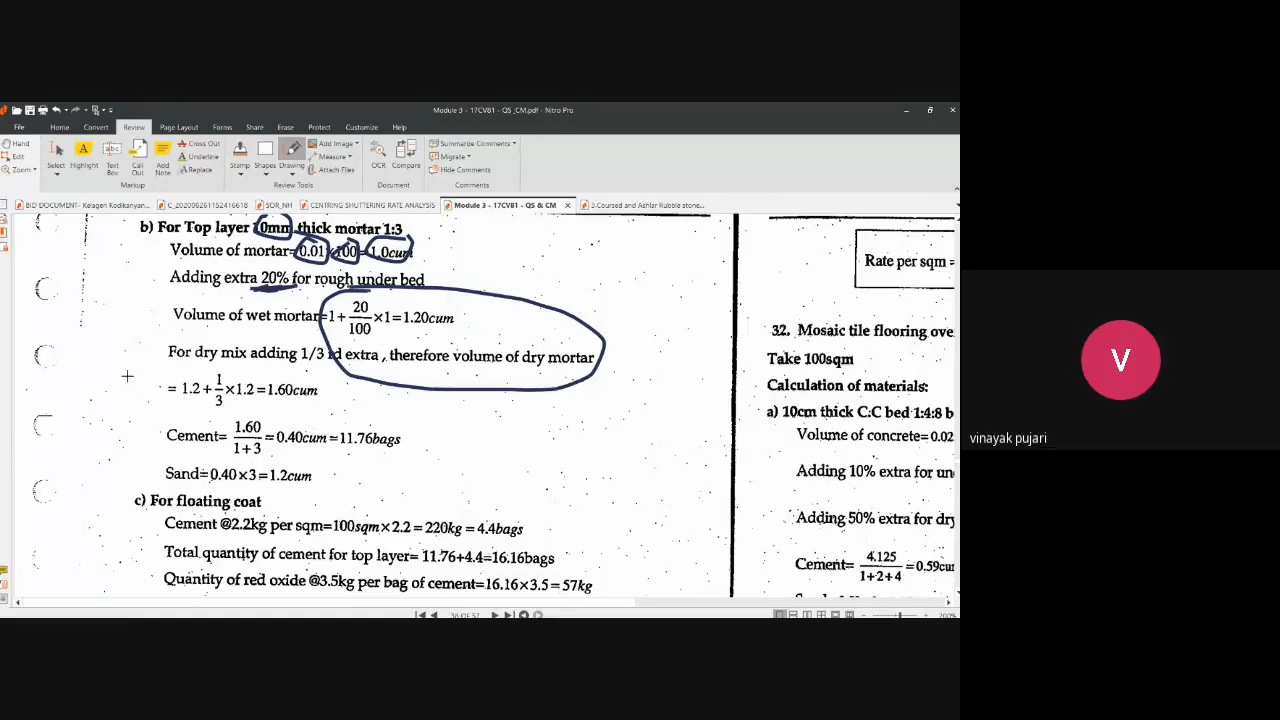 Module 3 - 17CV81 - QS _CM.pdf - Nitro Pro
File Home Convert Review Page Layout Forms Share Erase Protect Customize Help
Hand
Edit
Zoom
Select
Highlight
Text Box
Call Out
Add Note
Cross Out
Underline
Replace
Markup
Stamp
Shapes
Drawing
Add Image
Measure
Attach Files
Review Tools
OCR
Compare
Document
Summarize Comments
Migrate
Hide Comments
Comments
BID DOCUMENT- Kelageri Kodikanyan...
C_20200626115241661 8
SOR_NH
CENTRING SHUTTERING RATE ANALYSIS
Module 3 - 17CV81 - QS & CM
3.Coursed and Ashlar Rubble stone...
b) For Top layer 10mm thick mortar 1:3
Volume of mortar=0.01×100=1.0cum
Adding extra 20% for rough under bed
Volume of wet mortar=1+20/100×1=1.20cum
For dry mix adding 1/3 rd extra, therefore volume of dry mortar
= 1.2+1/3×1.2=1.60cum
Cement= 1.60/1+3=0.40cum=11.76bags
Sand=0.40×3=1.2cum
c) For floating coat
Cement @2.2kg per sqm=100sqm×2.2=220kg=4.4bags
Total quantity of cement for top layer= 11.76+4.4=16.16bags
Quantity of red oxide @3.5kg per bag of cement=16.16×3.5=57kg
Rate per sqm =
32. Mosaic tile flooring ove
Take 100sqm
Calculation of materials:
a) 10cm thick C:C bed 1:4:8 b
Volume of concrete=0.02
Adding 10% extra for un
Adding 50% extra for dry
Cement= 4.125/1+2+4=0.59cu
38 OF 57
200%
V
vinayak pujari